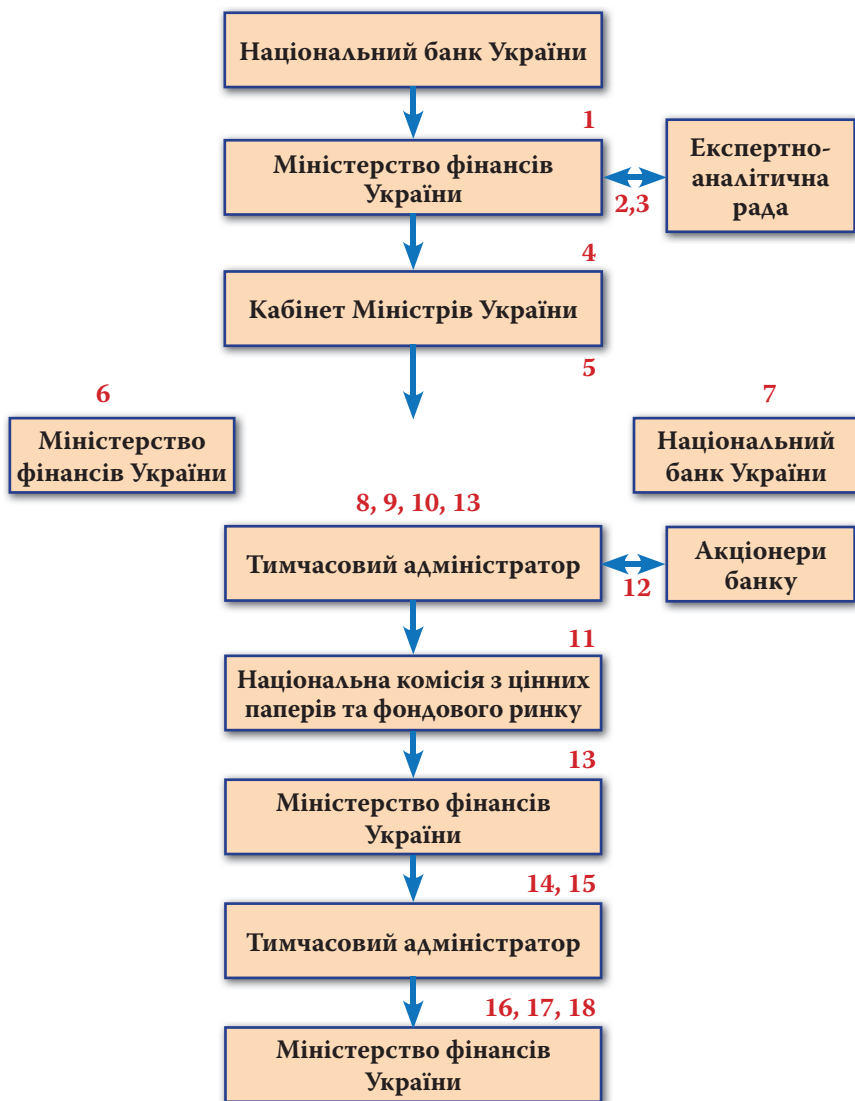 Національний банк України
1
Міністерство фінансів
України
2,3
Експертно-
аналітична
рада
4
Кабінет Міністрів України
5
6
Міністерство
фінансів України
7
Національний
банк України
8, 9, 10, 13
Тимчасовий адміністратор
12
Акціонери
банку
11
Національна комісія з цінних
паперів та фондового ринку
13
Міністерство фінансів
України
14, 15
Тимчасовий адміністратор
16, 17, 18
Міністерство фінансів
України